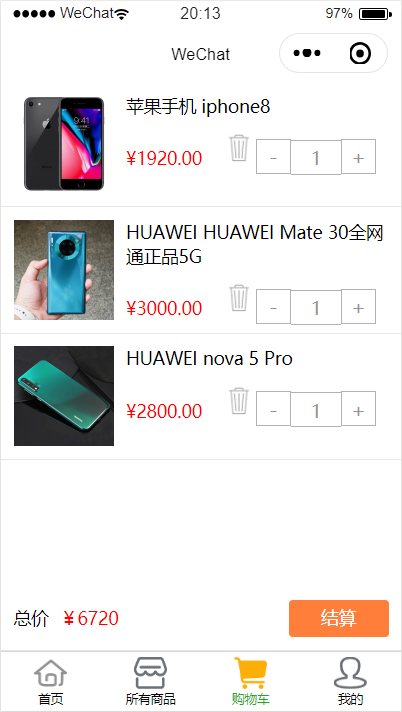 WeChat 20:13 97%
WeChat
苹果手机 iphone8
¥1920.00 - 1 +
HUAWEI HUAWEI Mate 30全网
通正品5G
¥3000.00 - 1 +
HUAWEI nova 5 Pro
¥2800.00 - 1 +
总价 ¥ 6720 结算
首页 所有商品 购物车 我的